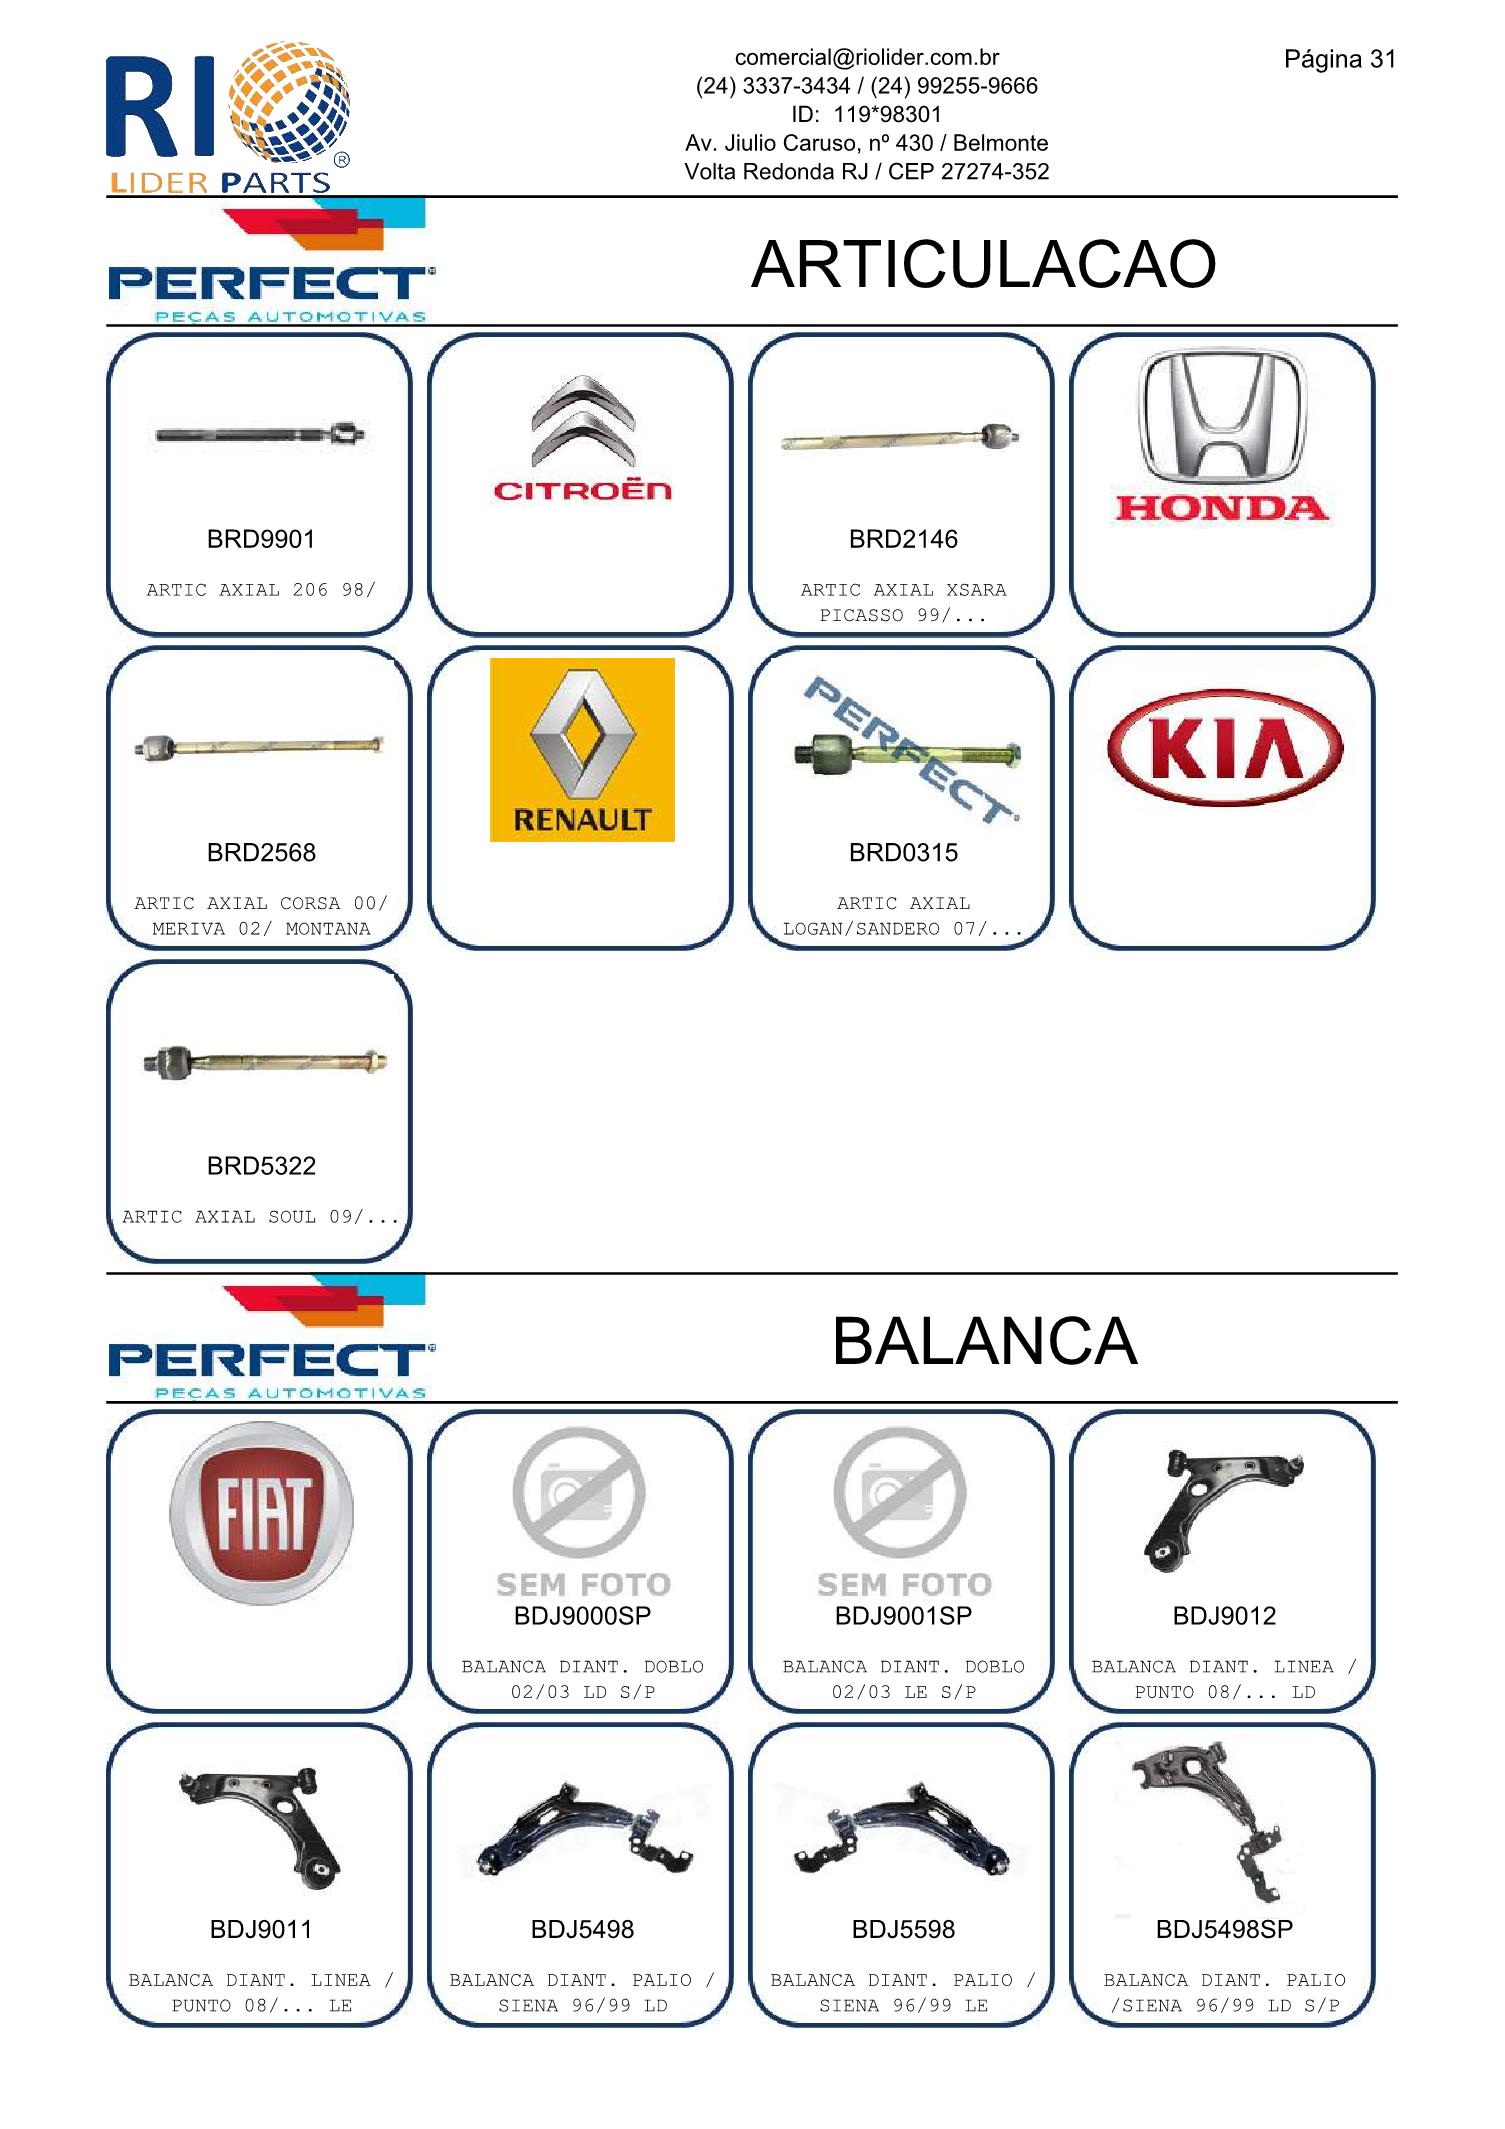 RIO
®
LIDER PARTS
comercial@riolider.com.br
(24) 3337-3434 / (24) 99255-9666
ID: 119*98301
Av. Jiulio Caruso, nº 430 / Belmonte
Volta Redonda RJ / CEP 27274-352
Página 31
PERFECT
PEÇAS AUTOMOTIVAS
ARTICULACAO
BRD9901
ARTIC AXIAL 206 98/
CITROËN
BRD2146
ARTIC AXIAL XSARA
PICASSO 99/...
HONDA
BRD2568
ARTIC AXIAL CORSA 00/
MERIVA 02/ MONTANA
RENAULT
PERFECT
BRD0315
ARTIC AXIAL
LOGAN/SANDERO 07/...
KIA
BRD5322
ARTIC AXIAL SOUL 09/...
PERFECT
PEÇAS AUTOMOTIVAS
BALANCA
FIAT
SEM FOTO
BDJ9000SP
BALANCA DIANT. DOBLO
02/03 LD S/P
SEM FOTO
BDJ9001SP
BALANCA DIANT. DOBLO
02/03 LE S/P
BDJ9012
BALANCA DIANT. LINEA /
PUNTO 08/... LD
BDJ9011
BALANCA DIANT. LINEA /
PUNTO 08/... LE
BDJ5498
BALANCA DIANT. PALIO /
SIENA 96/99 LD
BDJ5598
BALANCA DIANT. PALIO /
SIENA 96/99 LE
BDJ5498SP
BALANCA DIANT. PALIO
/SIENA 96/99 LD S/P